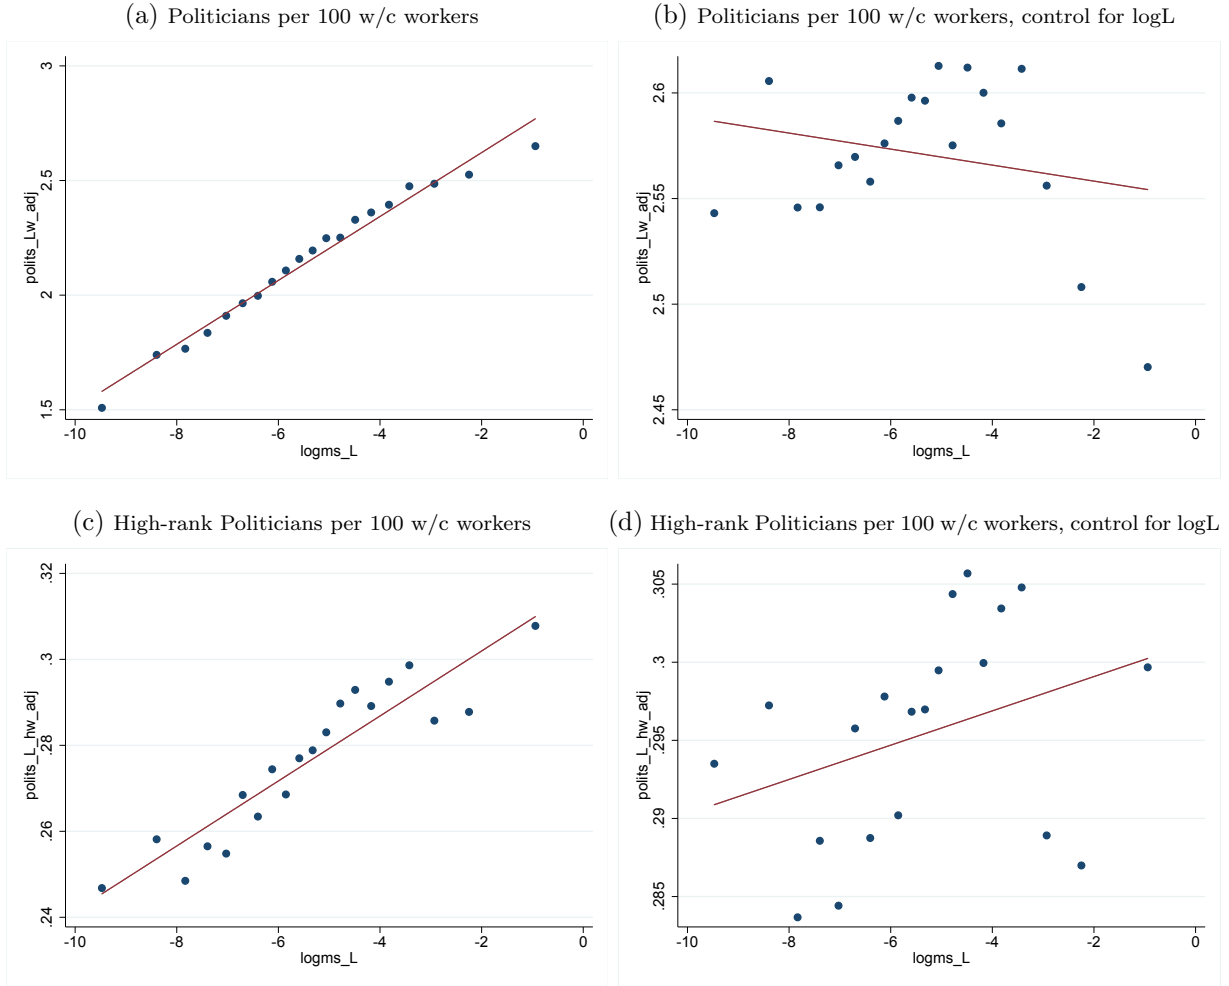 (a) Politicians per 100 w/c workers
3
2.5
2
1.5
polits_Lw_adj
-10 -8 -6 -4 -2 0
logms_L
(b) Politicians per 100 w/c workers, control for logL
2.6
2.55
2.5
2.45
polits_Lw_adj
-10 -8 -6 -4 -2 0
logms_L
(c) High-rank Politicians per 100 w/c workers
.32
.3
.28
.26
.24
polits_L_hw_adj
-10 -8 -6 -4 -2 0
logms_L
(d) High-rank Politicians per 100 w/c workers, control for logL
.305
.3
.295
.29
.285
polits_L_hw_adj
-10 -8 -6 -4 -2 0
logms_L